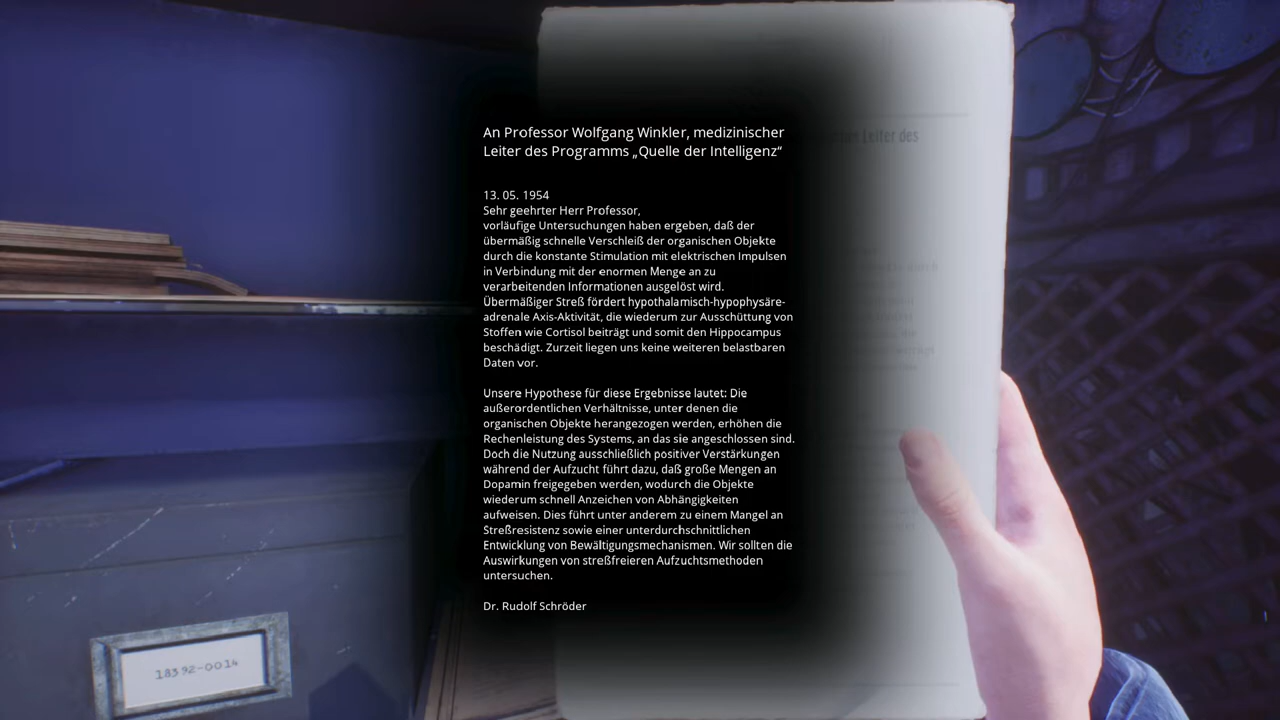 An Professor Wolfgang Winkler, medizinischer
Leiter des Programms „Quelle der Intelligenz“
13. 05. 1954
Sehr geehrter Herr Professor,
vorläufige Untersuchungen haben ergeben, daß der
übermäßig schnelle Verschleiß der organischen Objekte
durch die konstante Stimulation mit elektrischen Impulsen
in Verbindung mit der enormen Menge an zu
verarbeitenden Informationen ausgelöst wird.
Übermäßiger Streß fördert hypothalamisch-hypophysäre-
adrenale Axis-Aktivität, die wiederum zur Ausschüttung von
Stoffen wie Cortisol beiträgt und somit den Hippocampus
beschädigt. Zurzeit liegen uns keine weiteren belastbaren
Daten vor.
Unsere Hypothese für diese Ergebnisse lautet: Die
außerordentlichen Verhältnisse, unter denen die
organischen Objekte herangezogen werden, erhöhen die
Rechenleistung des Systems, an das sie angeschlossen sind.
Doch die Nutzung ausschließlich positiver Verstärkungen
während der Aufzucht führt dazu, daß große Mengen an
Dopamin freigegeben werden, wodurch die Objekte
wiederum schnell Anzeichen von Abhängigkeiten
aufweisen. Dies führt unter anderem zu einem Mangel an
Streßresistenz sowie einer unterdurchschnittlichen
Entwicklung von Bewältigungsmechanismen. Wir sollten die
Auswirkungen von streßfreieren Aufzuchtsmethoden
untersuchen.
Dr. Rudolf Schröder
Leiter des
18392-0014